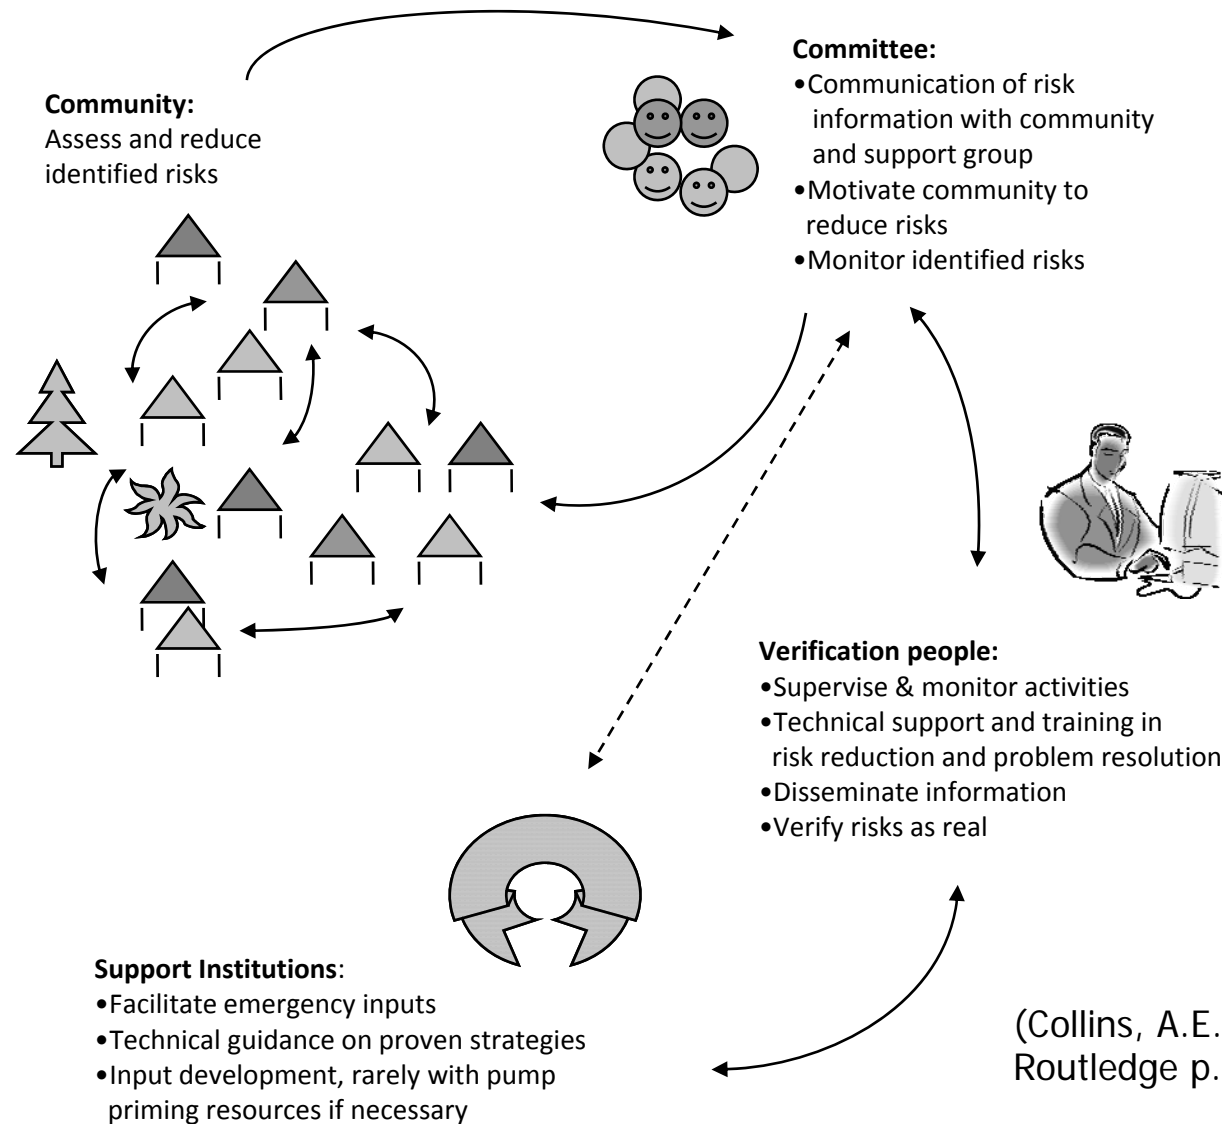 Community:
Assess and reduce
identified risks
Committee:
•Communication of risk
information with community
and support group
•Motivate community to
reduce risks
•Monitor identified risks
Verification people:
•Supervise & monitor activities
•Technical support and training in
risk reduction and problem resolution
•Disseminate information
•Verify risks as real
Support Institutions:
•Facilitate emergency inputs
•Technical guidance on proven strategies
•Input development, rarely with pump
priming resources if necessary
(Collins, A.E.
Routledge p.